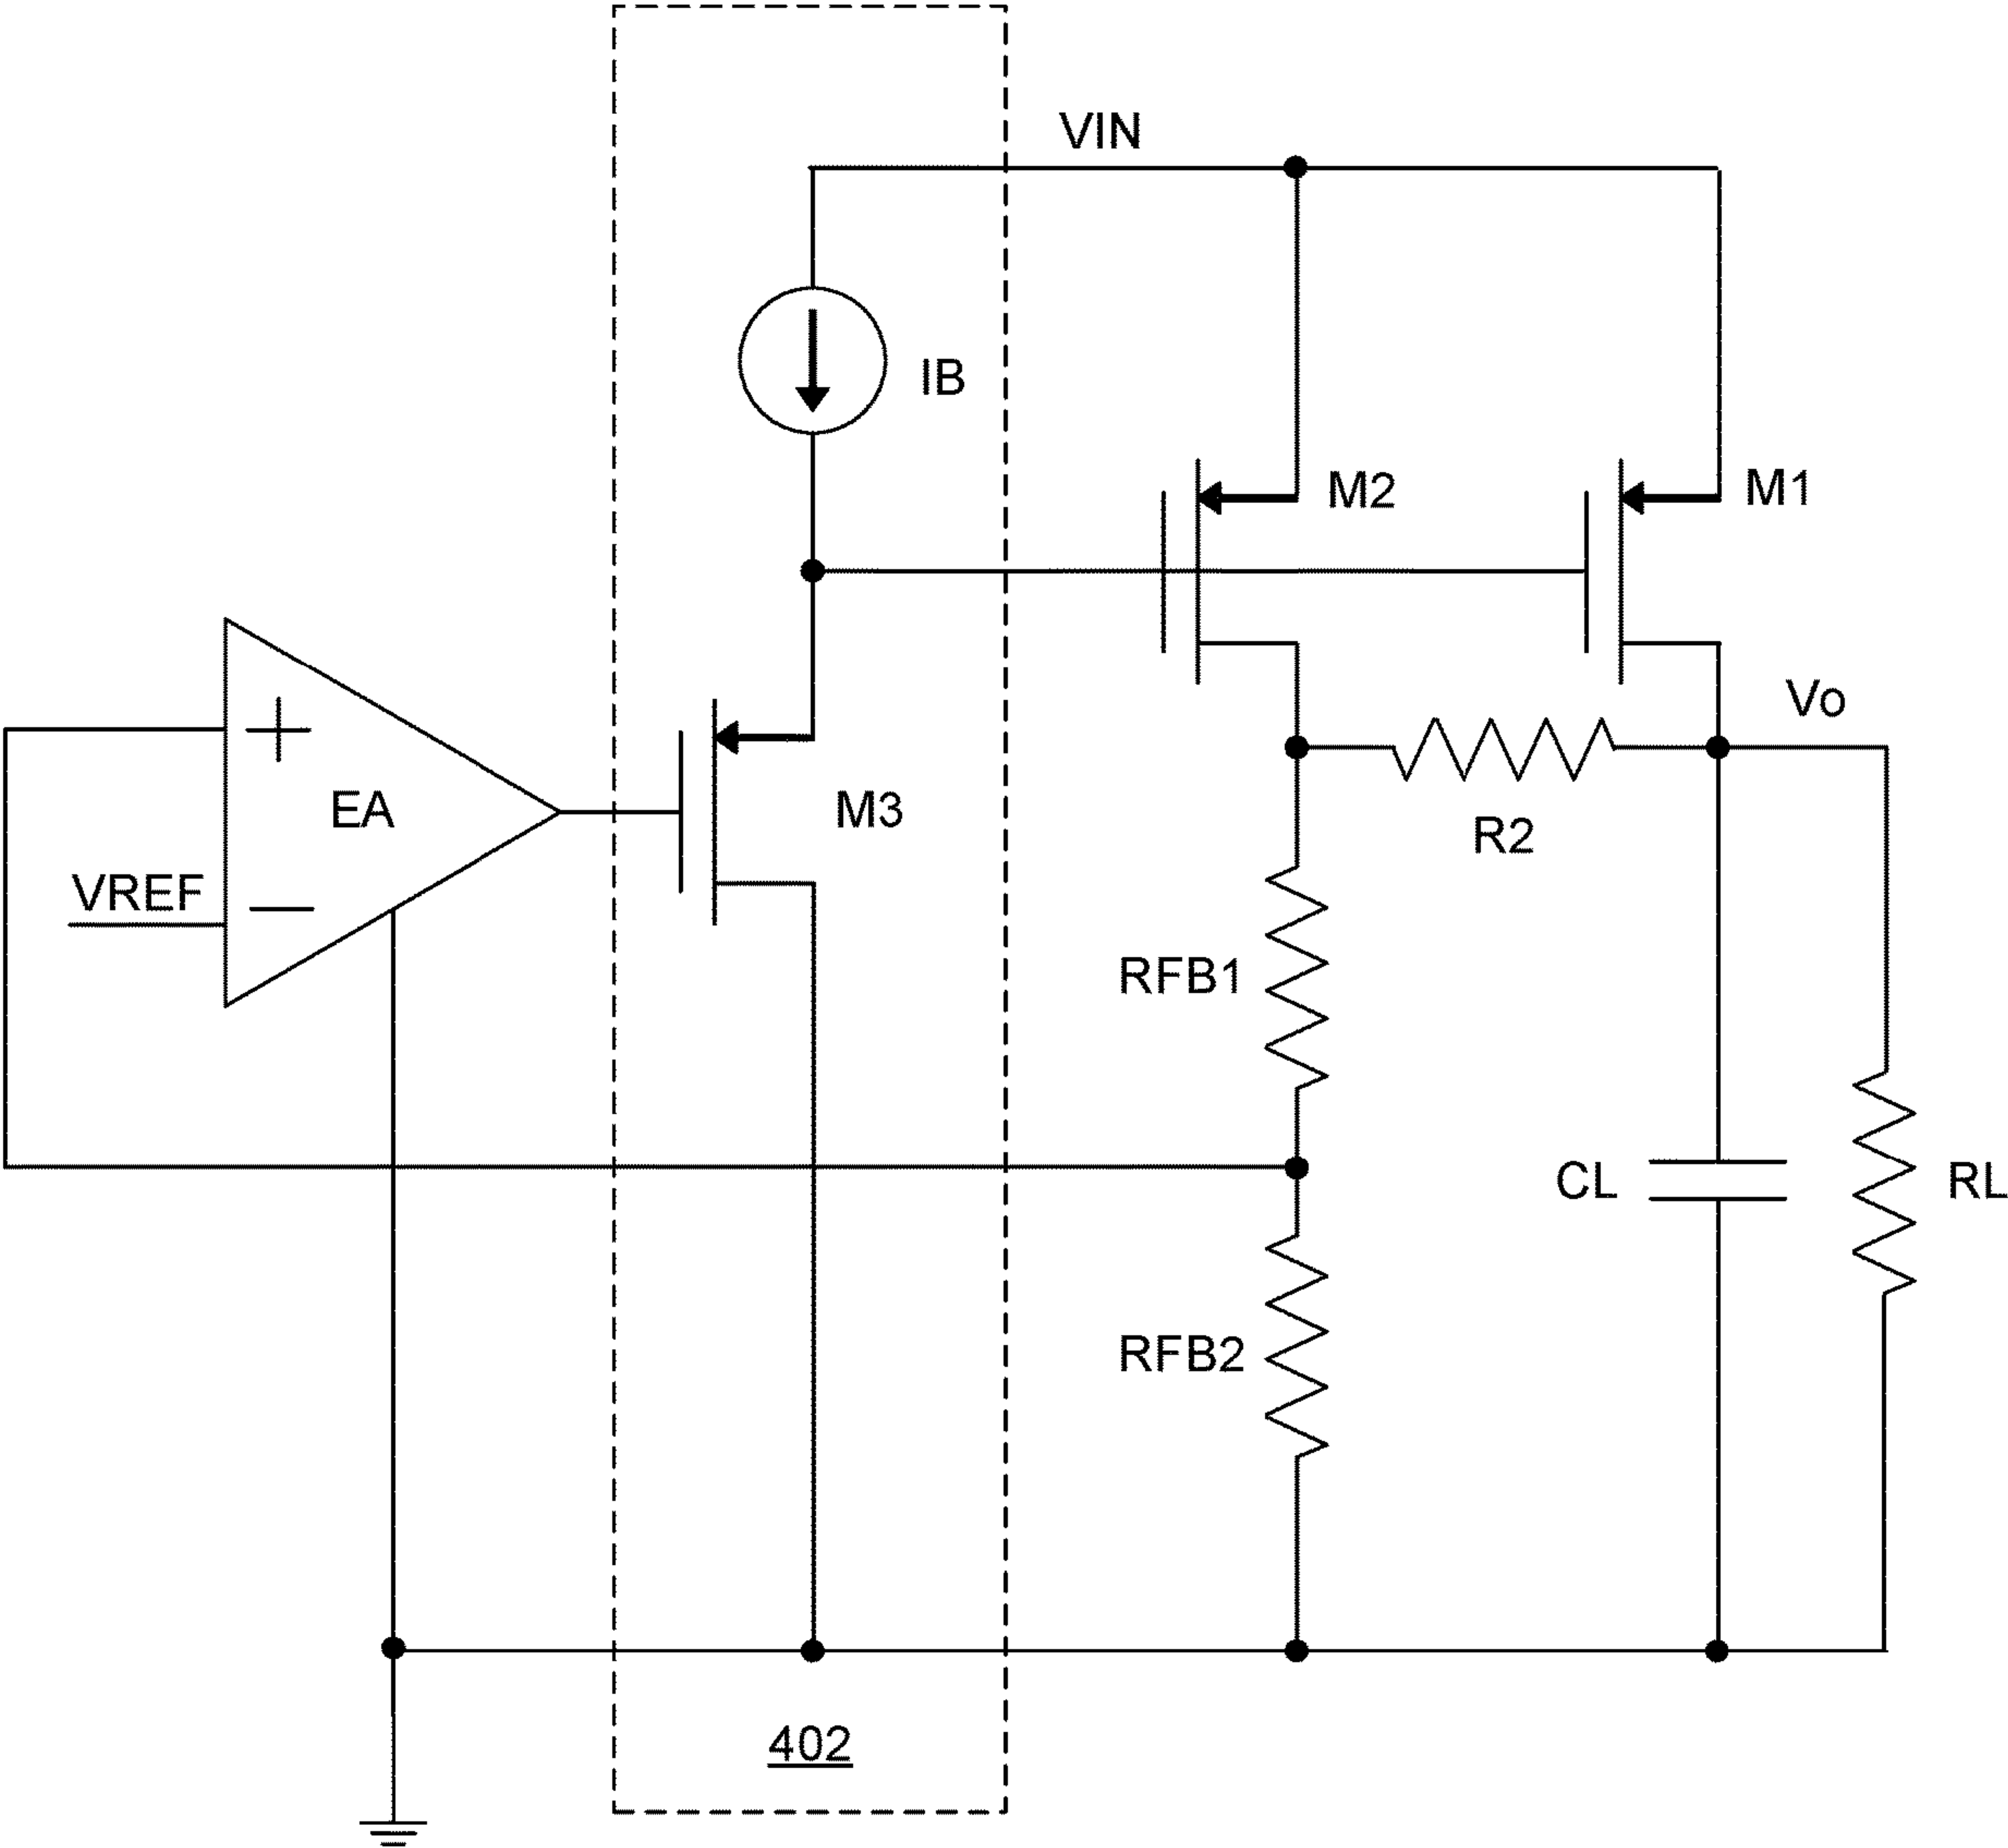 VIN
IB
M2
M1
Vo
+
EA
M3
R2
VREF
−
RFB1
CL
RL
RFB2
402